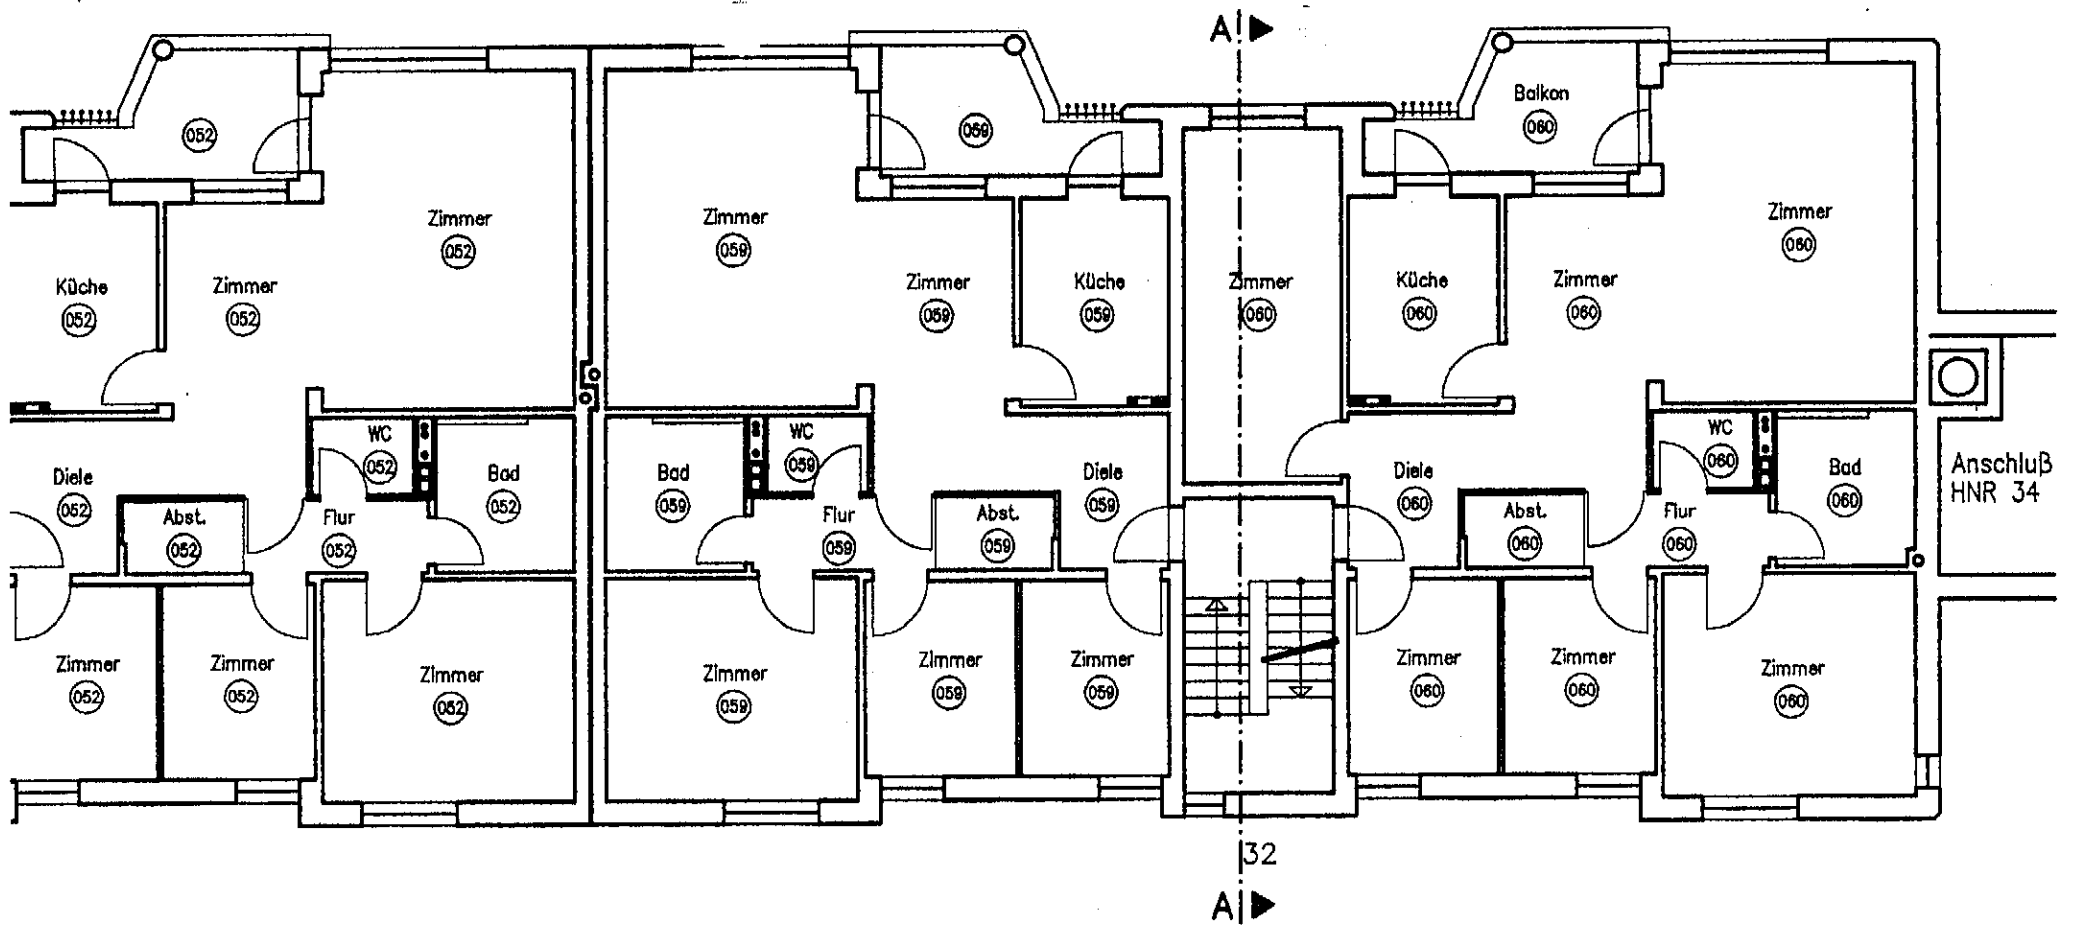 A
052
059
Balkon
060
Zimmer
052
Zimmer
059
Zimmer
060
Küche
052
Zimmer
052
Zimmer
059
Küche
059
Zimmer
060
Küche
060
Zimmer
060
WC
052
WC
059
WC
060
Diele
052
Bad
052
Bad
059
Diele
059
Diele
060
Bad
060
Anschluß
HNR 34
Abst.
052
Flur
052
Flur
059
Abst.
059
Abst.
060
Flur
060
Zimmer
052
Zimmer
052
Zimmer
052
Zimmer
059
Zimmer
059
Zimmer
059
Zimmer
060
Zimmer
060
Zimmer
060
32
A